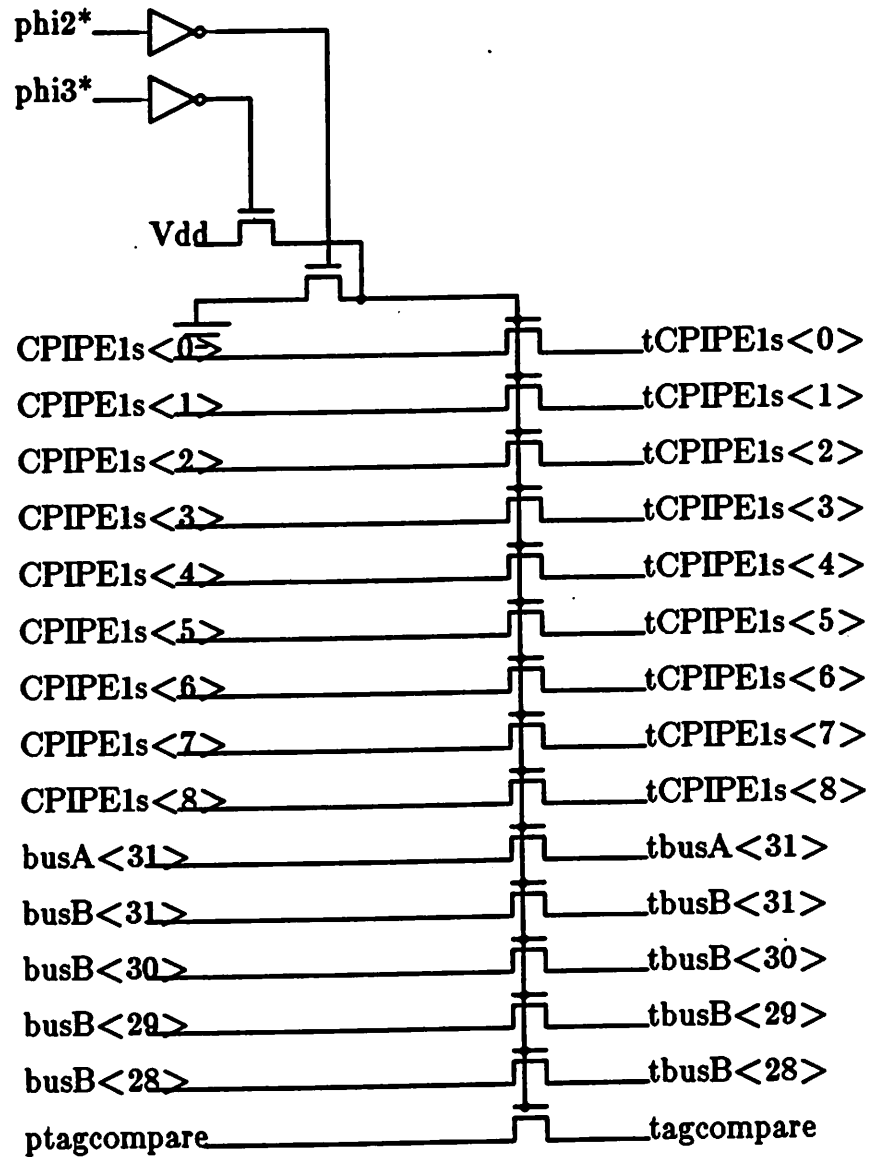 phi2*
phi3*
Vdd
CPIPE1s<0> tCPIPE1s<0>
CPIPE1s<1> tCPIPE1s<1>
CPIPE1s<2> tCPIPE1s<2>
CPIPE1s<3> tCPIPE1s<3>
CPIPE1s<4> tCPIPE1s<4>
CPIPE1s<5> tCPIPE1s<5>
CPIPE1s<6> tCPIPE1s<6>
CPIPE1s<7> tCPIPE1s<7>
CPIPE1s<8> tCPIPE1s<8>
busA<31> tbusA<31>
busB<31> tbusB<31>
busB<30> tbusB<30>
busB<29> tbusB<29>
busB<28> tbusB<28>
ptagcompare tagcompare